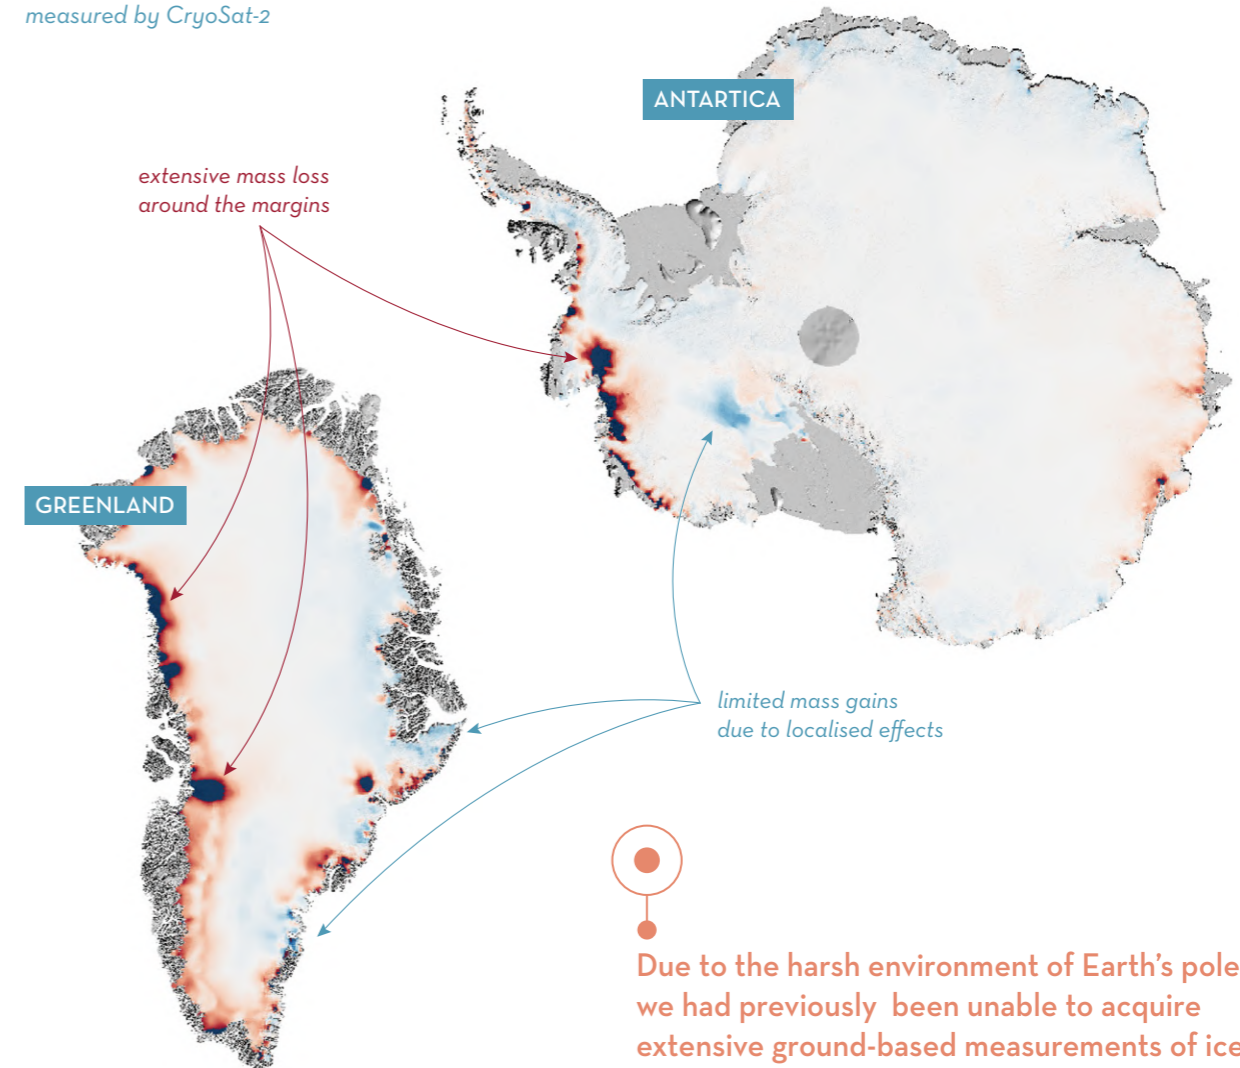 measured by CryoSat-2
ANTARTICA
extensive mass loss
around the margins
GREENLAND
limited mass gains
due to localised effects
Due to the harsh environment of Earth's pole
we had previously been unable to acquire
extensive ground-based measurements of ice